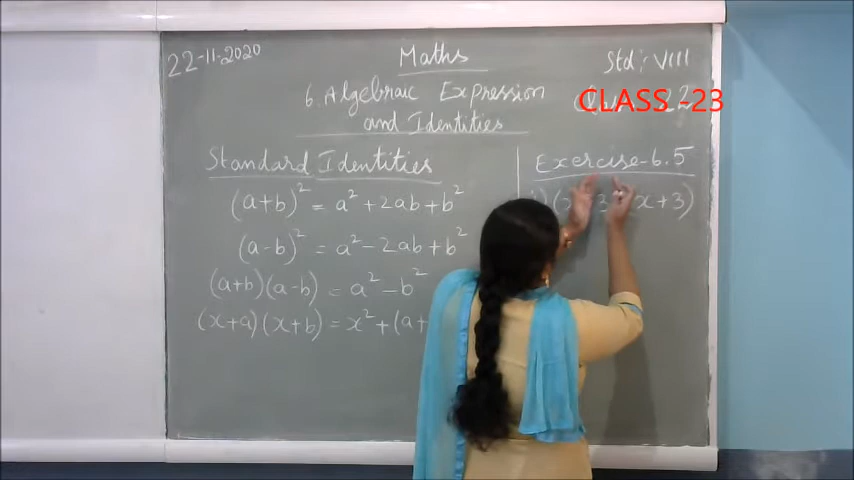 22-11-2020
Maths
Std: VIII
CLASS -23
6. Algebraic Expression
and Identities
Standard Identities
(a+b)² = a² + 2ab + b²
(a-b)² = a² - 2ab + b²
(a+b)(a-b) = a² - b²
(x+a)(x+b) = x² + (a+
Exercise-6.5
x+3)